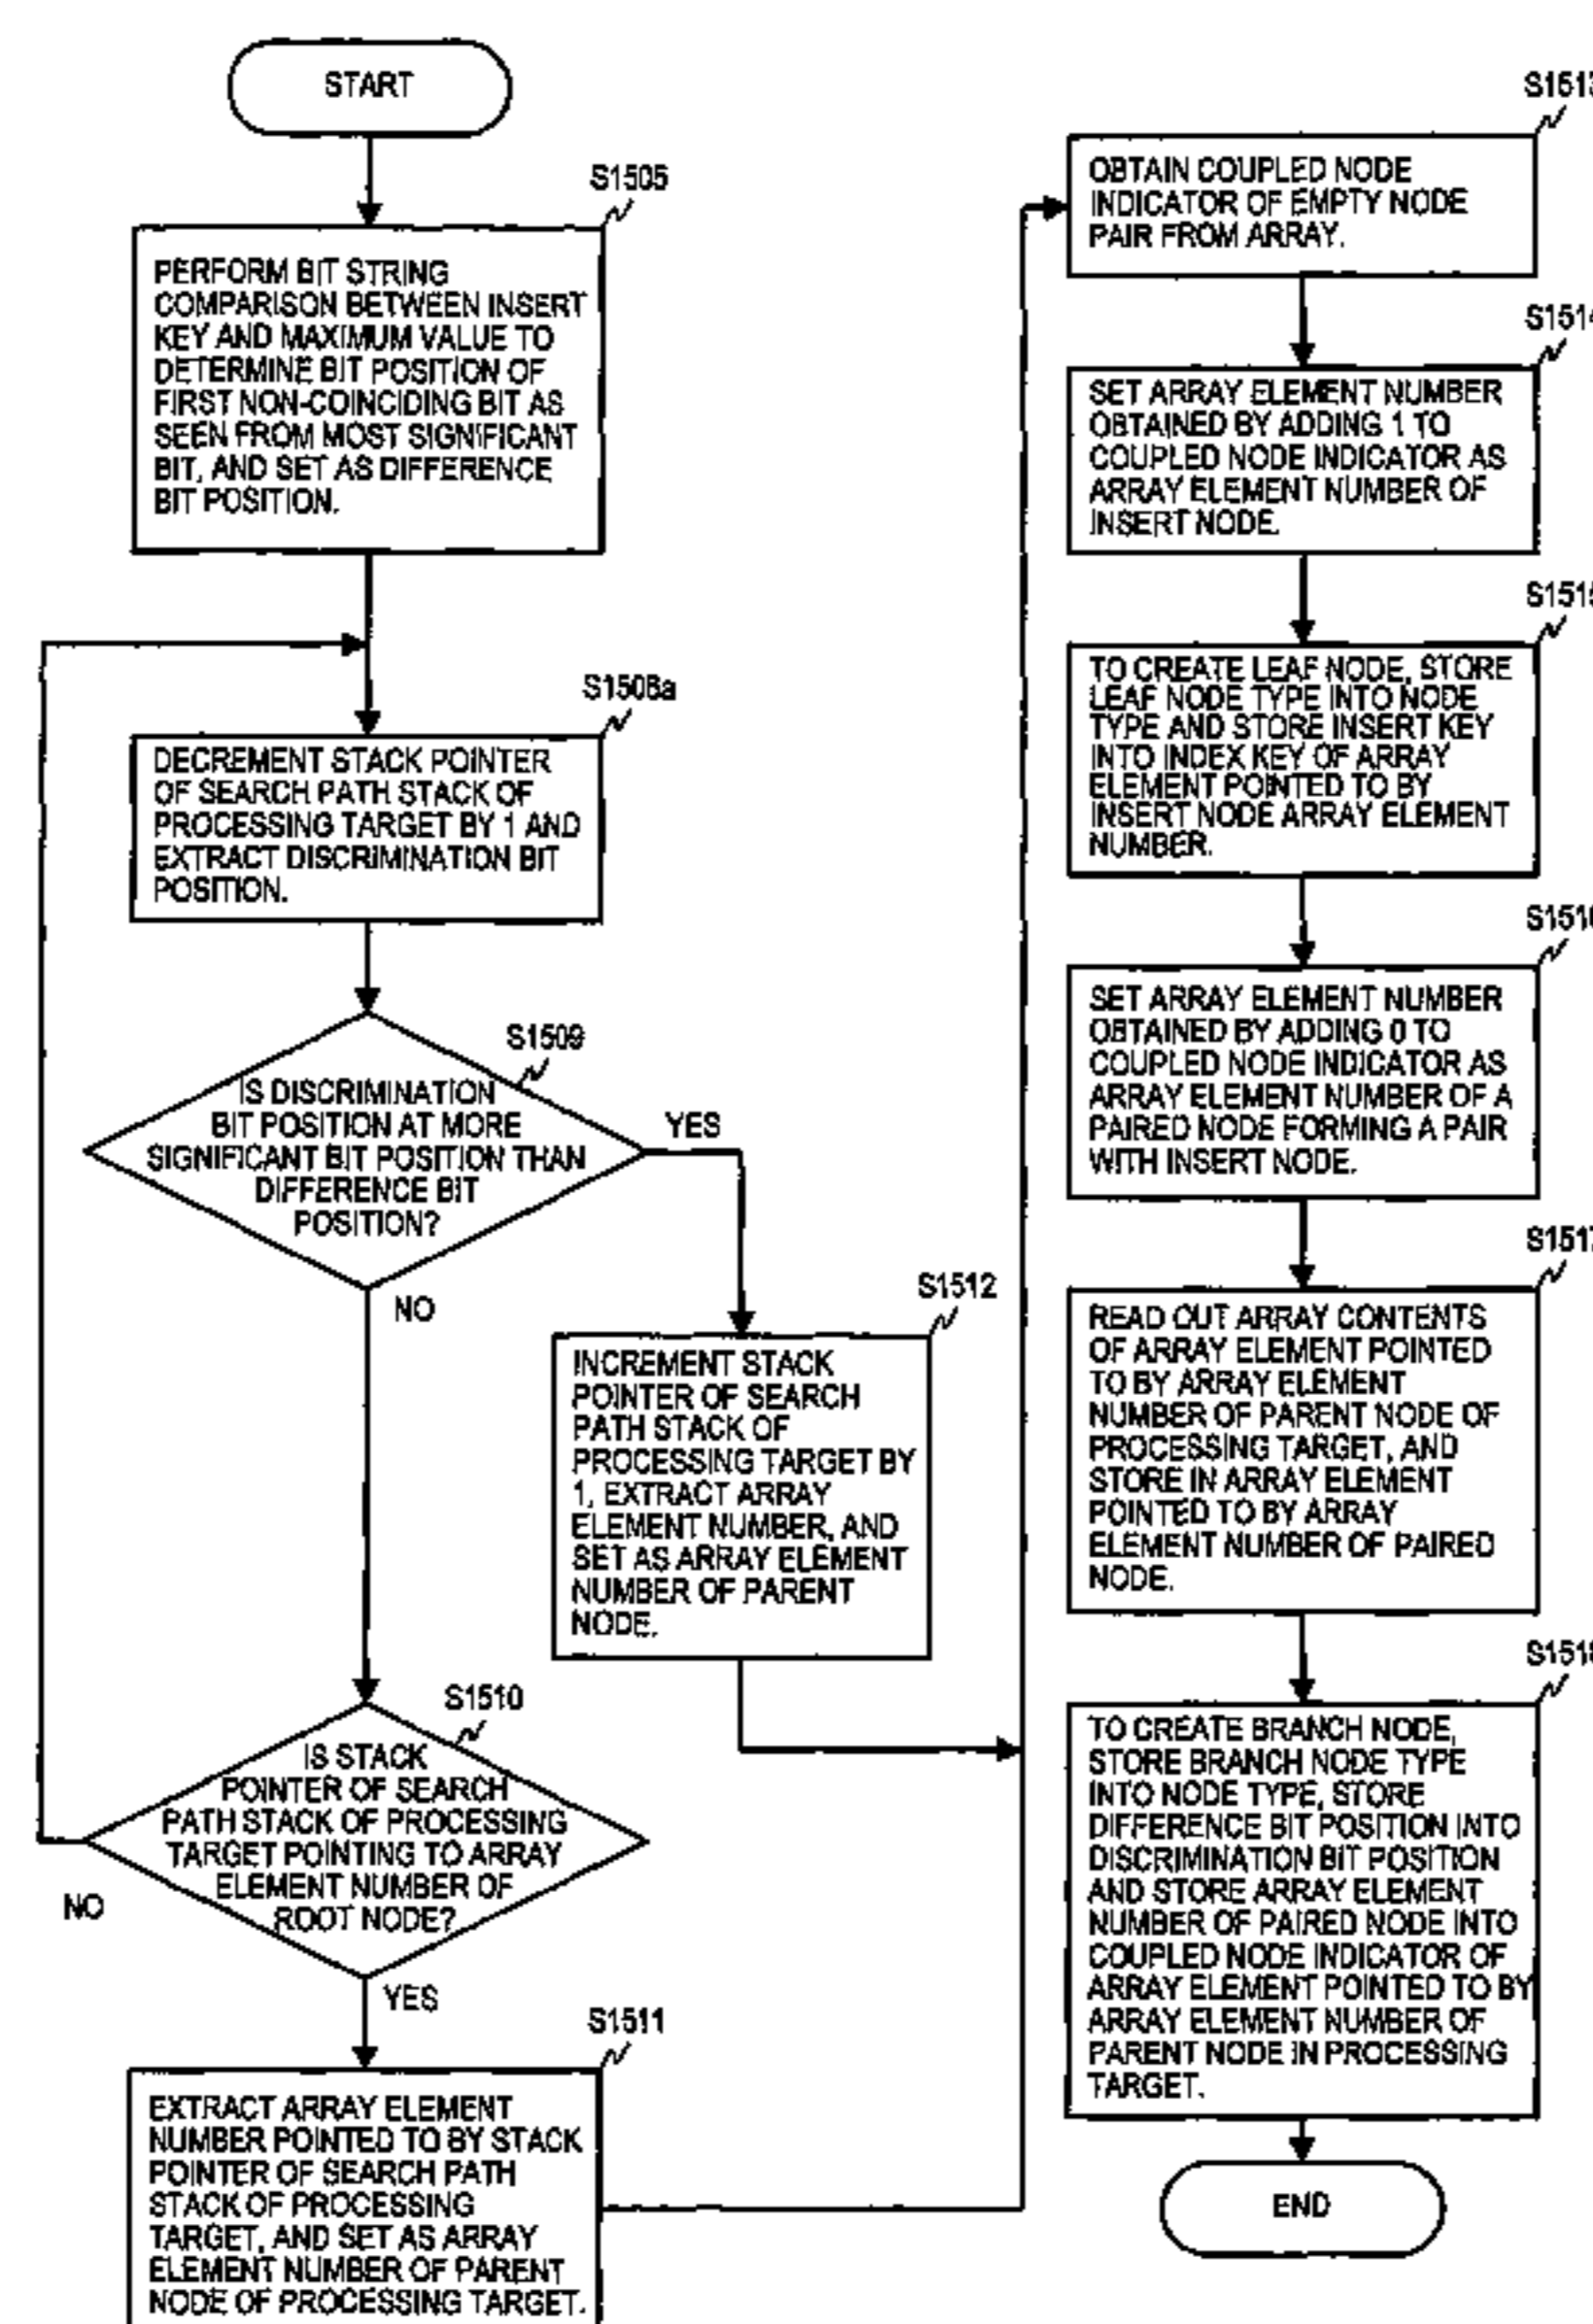 START
S1505
PERFORM BIT STRING
COMPARISON BETWEEN INSERT
KEY AND MAXIMUM VALUE TO
DETERMINE BIT POSITION OF
FIRST NON-COINCIDING BIT AS
SEEN FROM MOST SIGNIFICANT
BIT, AND SET AS DIFFERENCE
BIT POSITION.
S1508a
DECREMENT STACK POINTER
OF SEARCH PATH STACK OF
PROCESSING TARGET BY 1 AND
EXTRACT DISCRIMINATION BIT
POSITION.
S1509
IS DISCRIMINATION
BIT POSITION AT MORE
SIGNIFICANT BIT POSITION THAN
DIFFERENCE BIT
POSITION?
YES
NO
S1512
INCREMENT STACK
POINTER OF SEARCH
PATH STACK OF
PROCESSING TARGET BY
1, EXTRACT ARRAY
ELEMENT NUMBER, AND
SET AS ARRAY ELEMENT
NUMBER OF PARENT
NODE.
S1510
IS STACK
POINTER OF SEARCH
PATH STACK OF PROCESSING
TARGET POINTING TO ARRAY
ELEMENT NUMBER OF
ROOT NODE?
NO
YES
S1511
EXTRACT ARRAY ELEMENT
NUMBER POINTED TO BY STACK
POINTER OF SEARCH PATH
STACK OF PROCESSING
TARGET, AND SET AS ARRAY
ELEMENT NUMBER OF PARENT
NODE OF PROCESSING TARGET.
S1513
OBTAIN COUPLED NODE
INDICATOR OF EMPTY NODE
PAIR FROM ARRAY.
S1514
SET ARRAY ELEMENT NUMBER
OBTAINED BY ADDING 1 TO
COUPLED NODE INDICATOR AS
ARRAY ELEMENT NUMBER OF
INSERT NODE.
S1515
TO CREATE LEAF NODE, STORE
LEAF NODE TYPE INTO NODE
TYPE AND STORE INSERT KEY
INTO INDEX KEY OF ARRAY
ELEMENT POINTED TO BY
INSERT NODE ARRAY ELEMENT
NUMBER.
S1516
SET ARRAY ELEMENT NUMBER
OBTAINED BY ADDING 0 TO
COUPLED NODE INDICATOR AS
ARRAY ELEMENT NUMBER OF A
PAIRED NODE FORMING A PAIR
WITH INSERT NODE.
S1517
READ OUT ARRAY CONTENTS
OF ARRAY ELEMENT POINTED
TO BY ARRAY ELEMENT
NUMBER OF PARENT NODE OF
PROCESSING TARGET, AND
STORE IN ARRAY ELEMENT
POINTED TO BY ARRAY
ELEMENT NUMBER OF PAIRED
NODE.
S1518
TO CREATE BRANCH NODE,
STORE BRANCH NODE TYPE
INTO NODE TYPE, STORE
DIFFERENCE BIT POSITION INTO
DISCRIMINATION BIT POSITION
AND STORE ARRAY ELEMENT
NUMBER OF PAIRED NODE INTO
COUPLED NODE INDICATOR OF
ARRAY ELEMENT POINTED TO BY
ARRAY ELEMENT NUMBER OF
PARENT NODE IN PROCESSING
TARGET.
END